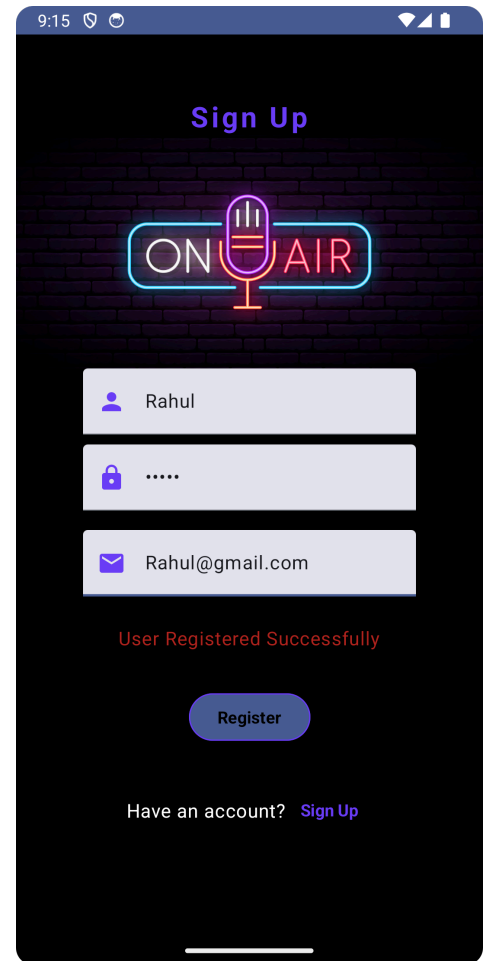 9:15
Sign Up
ON AIR
Rahul
•••••
Rahul@gmail.com
User Registered Successfully
Register
Have an account? Sign Up